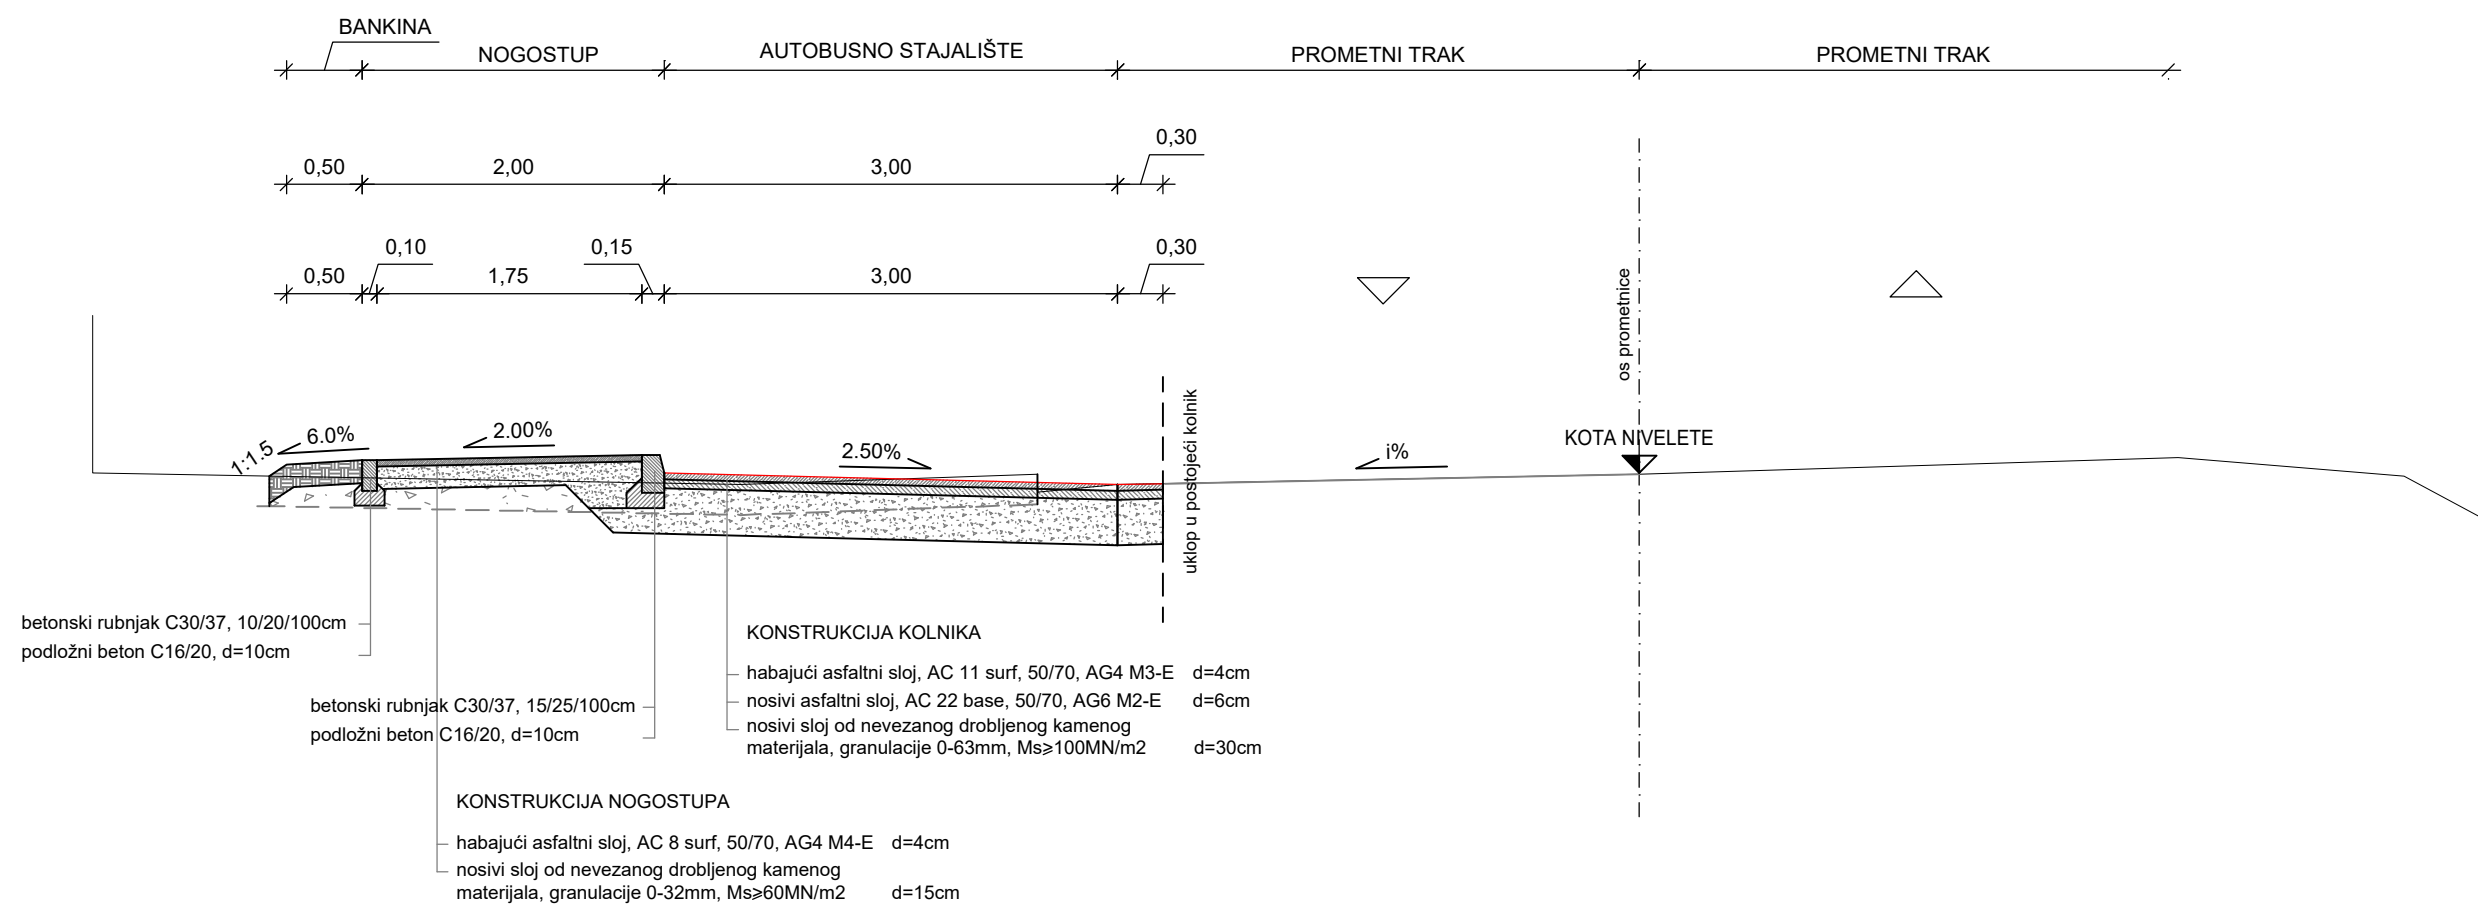 BANKINA
NOGOSTUP
AUTOBUSNO STAJALIŠTE
PROMETNI TRAK
PROMETNI TRAK
0,30
0,50
2,00
3,00
0,10
0,15
0,30
0,50
1,75
3,00
os prometnice
uklop u postojeći kolnik
1:1.5
6.0%
2.00%
2.50%
i%
KOTA NIVELETE
betonski rubnjak C30/37, 10/20/100cm
podložni beton C16/20, d=10cm
betonski rubnjak C30/37, 15/25/100cm
podložni beton C16/20, d=10cm
KONSTRUKCIJA KOLNIKA
habajući asfaltni sloj, AC 11 surf, 50/70, AG4 M3-E d=4cm
nosivi asfaltni sloj, AC 22 base, 50/70, AG6 M2-E d=6cm
nosivi sloj od nevezanog drobljenog kamenog
materijala, granulacije 0-63mm, Ms≥100MN/m2 d=30cm
KONSTRUKCIJA NOGOSTUPA
habajući asfaltni sloj, AC 8 surf, 50/70, AG4 M4-E d=4cm
nosivi sloj od nevezanog drobljenog kamenog
materijala, granulacije 0-32mm, Ms≥60MN/m2 d=15cm